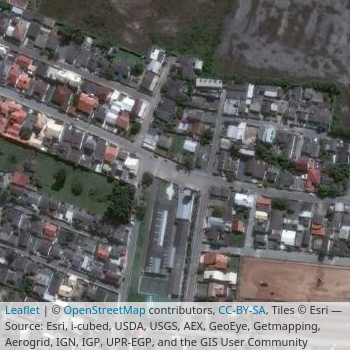 Leaflet | © OpenStreetMap contributors, CC-BY-SA, Tiles © Esri —
Source: Esri, i-cubed, USDA, USGS, AEX, GeoEye, Getmapping,
Aerogrid, IGN, IGP, UPR-EGP, and the GIS User Community